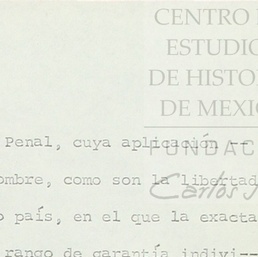 CENTRO
ESTUDIO
DE HISTO
DE MEXI
FUNDAC
Carlos
Penal, cuya aplicación --
ombre, como son la libertad
o país, en el que la exacta
rango de garantía indivi--